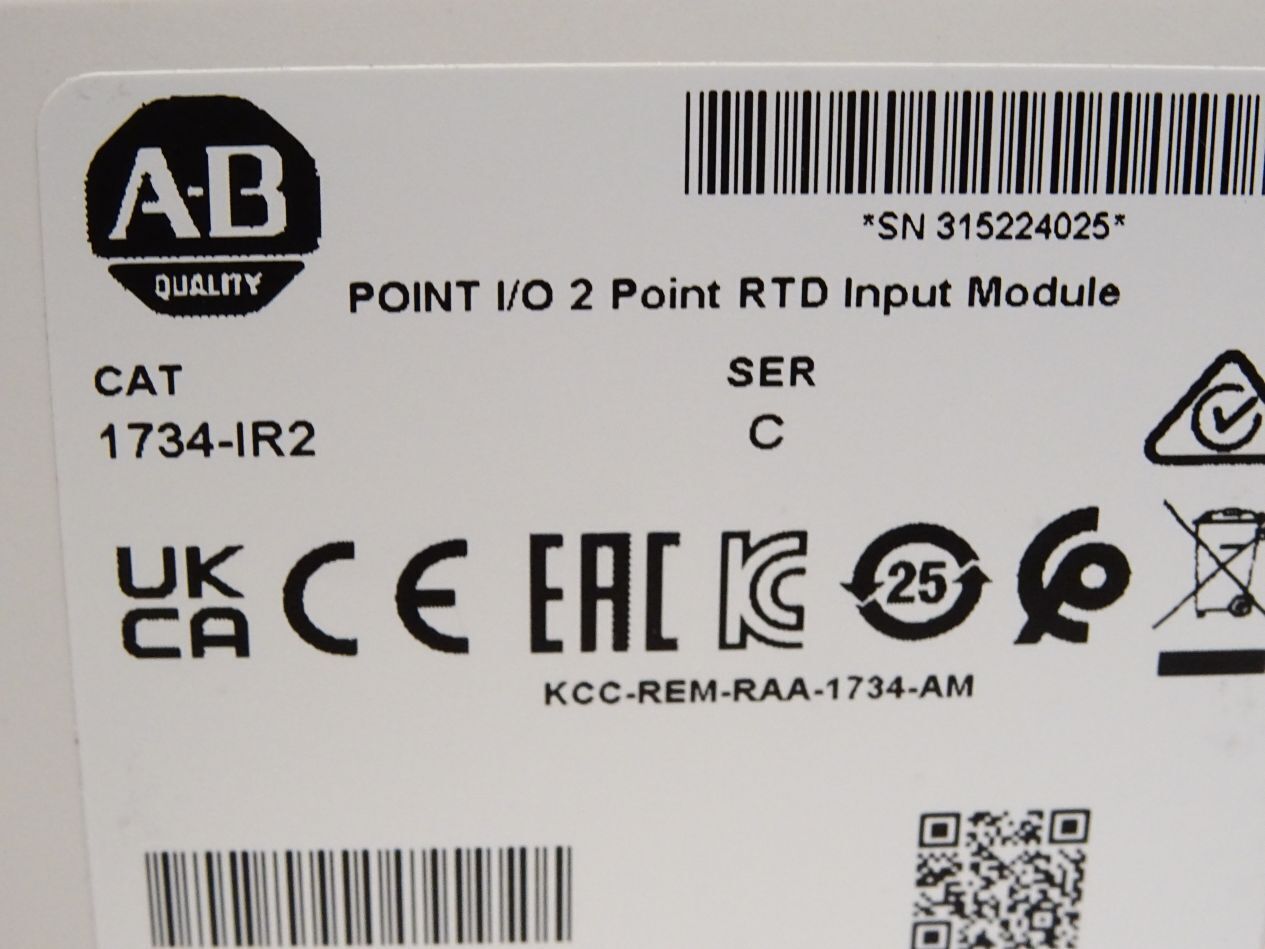 A-B
QUALITY
*SN 315224025*
POINT I/O 2 Point RTD Input Module
CAT
SER
1734-IR2
C
UK
CA
CE
EAC
KC
25
KCC-REM-RAA-1734-AM